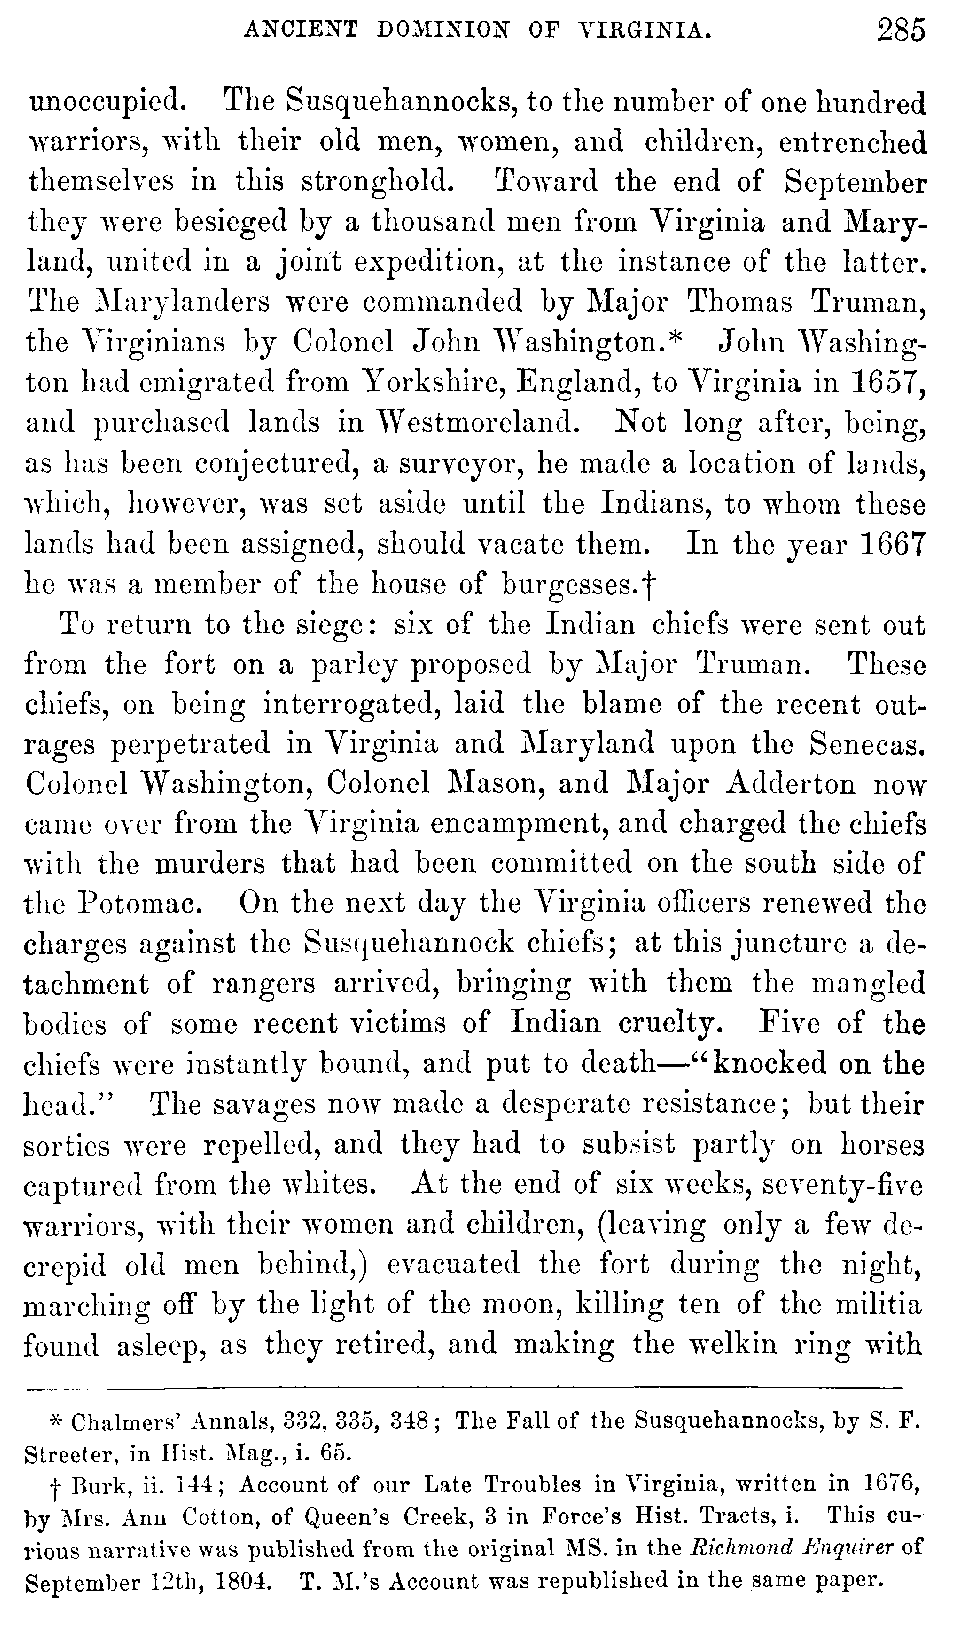 ANCIENT DOMINION OF VIRGINIA. 285
unoccupied. The Susquehannocks, to the number of one hundred
warriors, with their old men, women, and children, entrenched
themselves in this stronghold. Toward the end of September
they were besieged by a thousand men from Virginia and Mary-
land, united in a joint expedition, at the instance of the latter.
The Marylanders were commanded by Major Thomas Truman,
the Virginians by Colonel John Washington.* John Washing-
ton had emigrated from Yorkshire, England, to Virginia in 1657,
and purchased lands in Westmoreland. Not long after, being,
as has been conjectured, a surveyor, he made a location of lands,
which, however, was set aside until the Indians, to whom these
lands had been assigned, should vacate them. In the year 1667
he was a member of the house of burgesses.†
To return to the siege: six of the Indian chiefs were sent out
from the fort on a parley proposed by Major Truman. These
chiefs, on being interrogated, laid the blame of the recent out-
rages perpetrated in Virginia and Maryland upon the Senecas.
Colonel Washington, Colonel Mason, and Major Adderton now
came over from the Virginia encampment, and charged the chiefs
with the murders that had been committed on the south side of
the Potomac. On the next day the Virginia officers renewed the
charges against the Susquehannock chiefs; at this juncture a de-
tachment of rangers arrived, bringing with them the mangled
bodies of some recent victims of Indian cruelty. Five of the
chiefs were instantly bound, and put to death—"knocked on the
head." The savages now made a desperate resistance; but their
sorties were repelled, and they had to subsist partly on horses
captured from the whites. At the end of six weeks, seventy-five
warriors, with their women and children, (leaving only a few de-
crepid old men behind,) evacuated the fort during the night,
marching off by the light of the moon, killing ten of the militia
found asleep, as they retired, and making the welkin ring with
* Chalmers' Annals, 332, 335, 348; The Fall of the Susquehannocks, by S. F.
Streeter, in Hist. Mag., i. 65.
† Burk, ii. 144; Account of our Late Troubles in Virginia, written in 1676,
by Mrs. Ann Cotton, of Queen's Creek, 3 in Force's Hist. Tracts, i. This cu-
rious narrative was published from the original MS. in the Richmond Enquirer of
September 12th, 1804. T. M.'s Account was republished in the same paper.